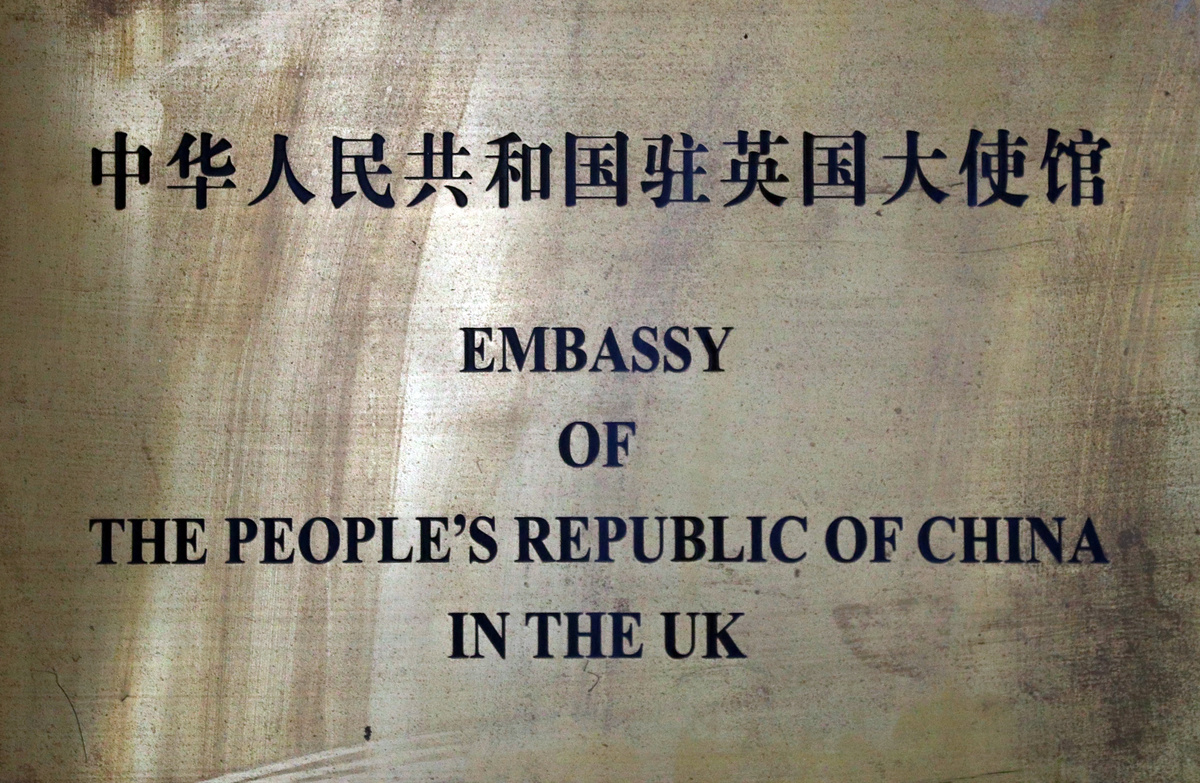 中华人民共和国驻英国大使馆
EMBASSY
OF
THE PEOPLE’S REPUBLIC OF CHINA
IN THE UK